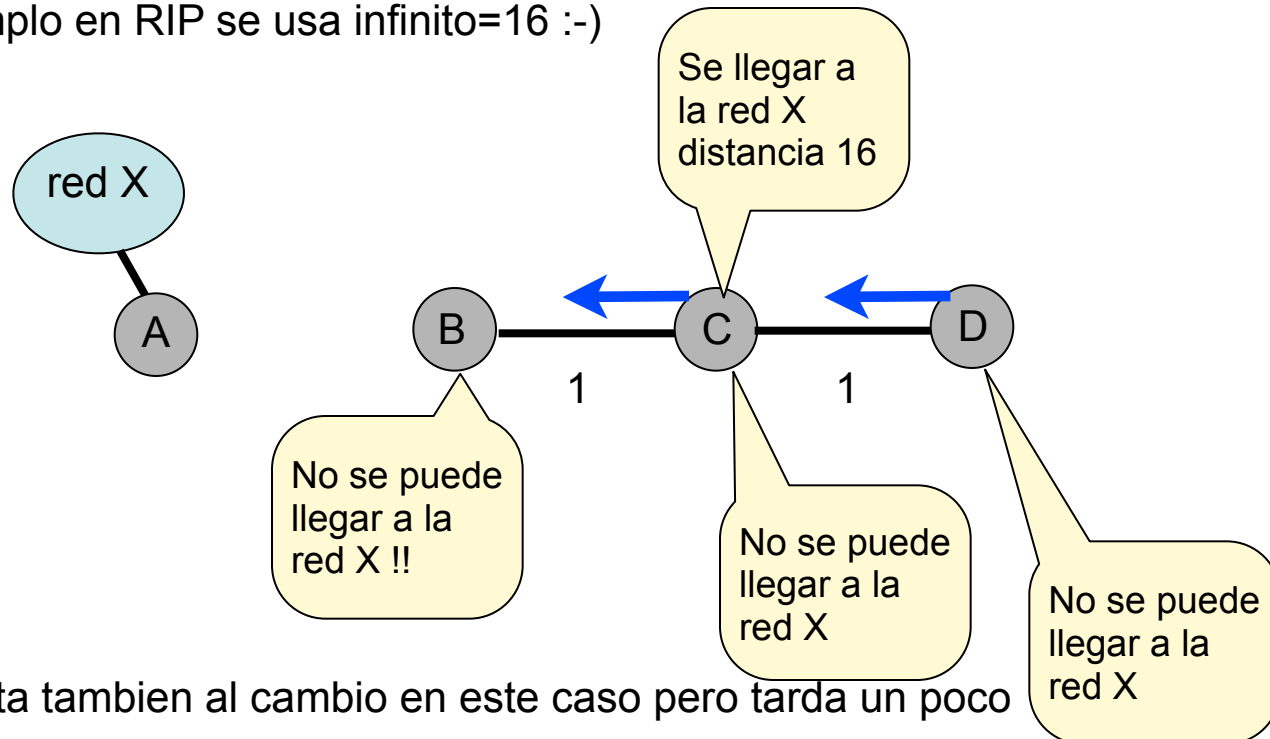 mplo en RIP se usa infinito=16 :-)
Se llegar a
la red X
distancia 16
red X
A
B
C
D
1
1
No se puede
llegar a la
red X !!
No se puede
llegar a la
red X
No se puede
llegar a la
red X
ta tambien al cambio en este caso pero tarda un poco